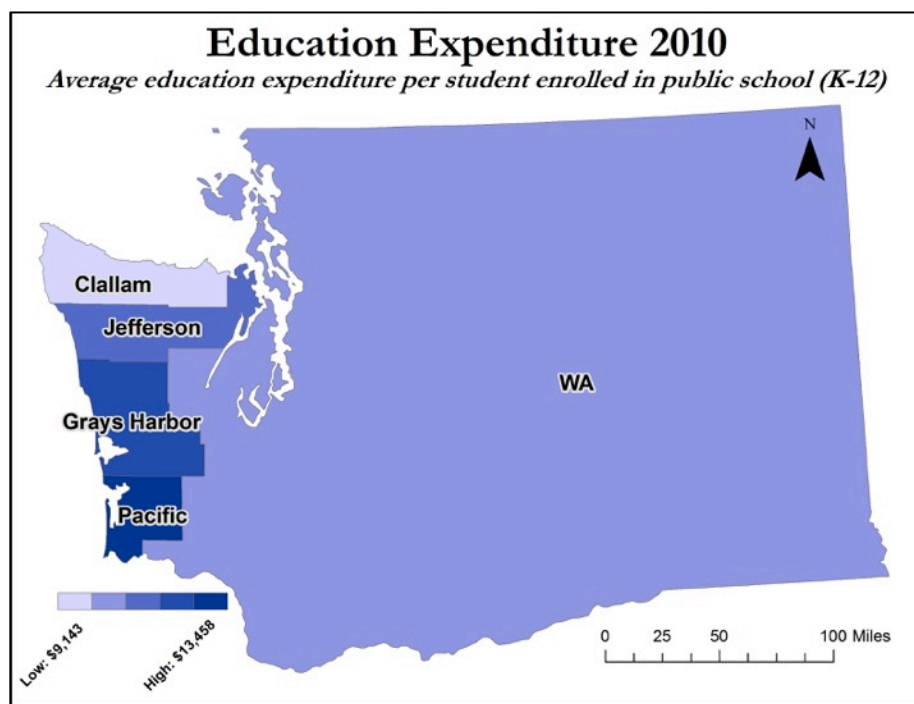 Education Expenditure 2010
Average education expenditure per student enrolled in public school (K-12)
N
Clallam
Jefferson
WA
Grays Harbor
Pacific
Low: $9,143
High: $13,458
0 25 50 100 Miles